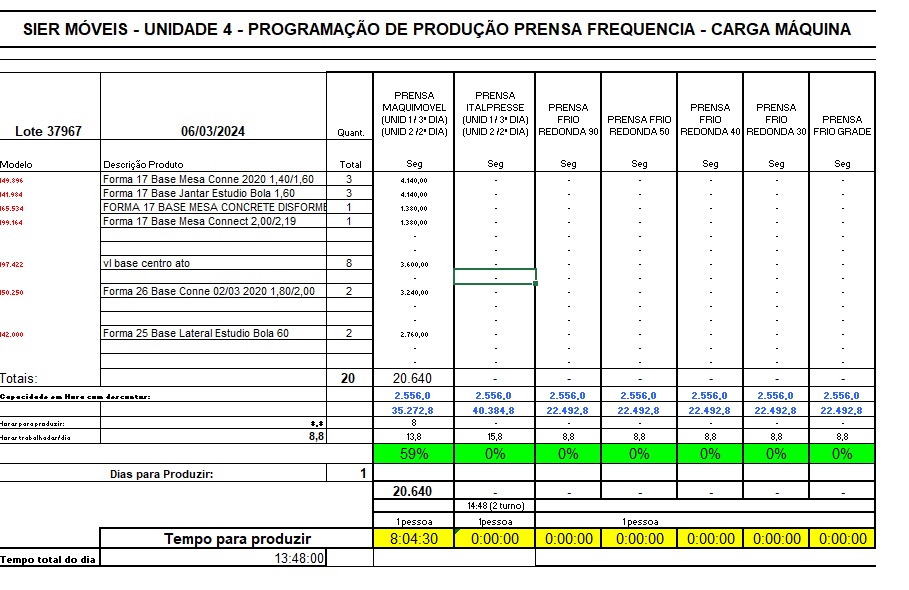 SIER MÓVEIS - UNIDADE 4 - PROGRAMAÇÃO DE PRODUÇÃO PRENSA FREQUENCIA - CARGA MÁQUINA
Lote 37967 06/03/2024 Quant. PRENSA MAQUIMOVEL (UNID 1 / 3ª DIA) (UNID 2 /2ª DIA) PRENSA ITALPRESSE (UNID 1 / 3ª DIA) (UNID 2 /2ª DIA) PRENSA FRIO REDONDA 90 PRENSA FRIO REDONDA 50 PRENSA FRIO REDONDA 40 PRENSA FRIO REDONDA 30 PRENSA FRIO GRADE
Modelo Descrição Produto Total Seg Seg Seg Seg Seg Seg Seg
149.896 Forma 17 Base Mesa Conne 2020 1,40/1,60 3 4.140,00 - - - - - -
141.984 Forma 17 Base Jantar Estudio Bola 1,60 3 4.140,00 - - - - - -
165.534 FORMA 17 BASE MESA CONCRETE DISFORME 1 1.380,00 - - - - - -
199.164 Forma 17 Base Mesa Connect 2,00/2,19 1 1.380,00 - - - - - -
- - - - - - -
- - - - - - -
197.422 vl base centro ato 8 3.600,00 - - - - - -
- - - - - - -
150.250 Forma 26 Base Conne 02/03 2020 1,80/2,00 2 3.240,00 - - - - - -
- - - - - - -
- - - - - - -
142.000 Forma 25 Base Lateral Estudio Bola 60 2 2.760,00 - - - - - -
- - - - - - -
- - - - - - -
Totais: 20 20.640 - - - - - -
Capacidade em Hora com descontos: 2.556,0 2.556,0 2.556,0 2.556,0 2.556,0 2.556,0 2.556,0
35.272,8 40.384,8 22.492,8 22.492,8 22.492,8 22.492,8 22.492,8
Horas para produzir: 8,8 8 - - - - - -
Horas trabalhadas/dia 8,8 13,8 15,8 8,8 8,8 8,8 8,8 8,8
59% 0% 0% 0% 0% 0% 0%
Dias para Produzir: 1
20.640 - - - - - -
14:48 (2 turno)
1pessoa 1pessoa 1pessoa
Tempo para produzir 8:04:30 0:00:00 0:00:00 0:00:00 0:00:00 0:00:00 0:00:00
Tempo total do dia 13:48:00